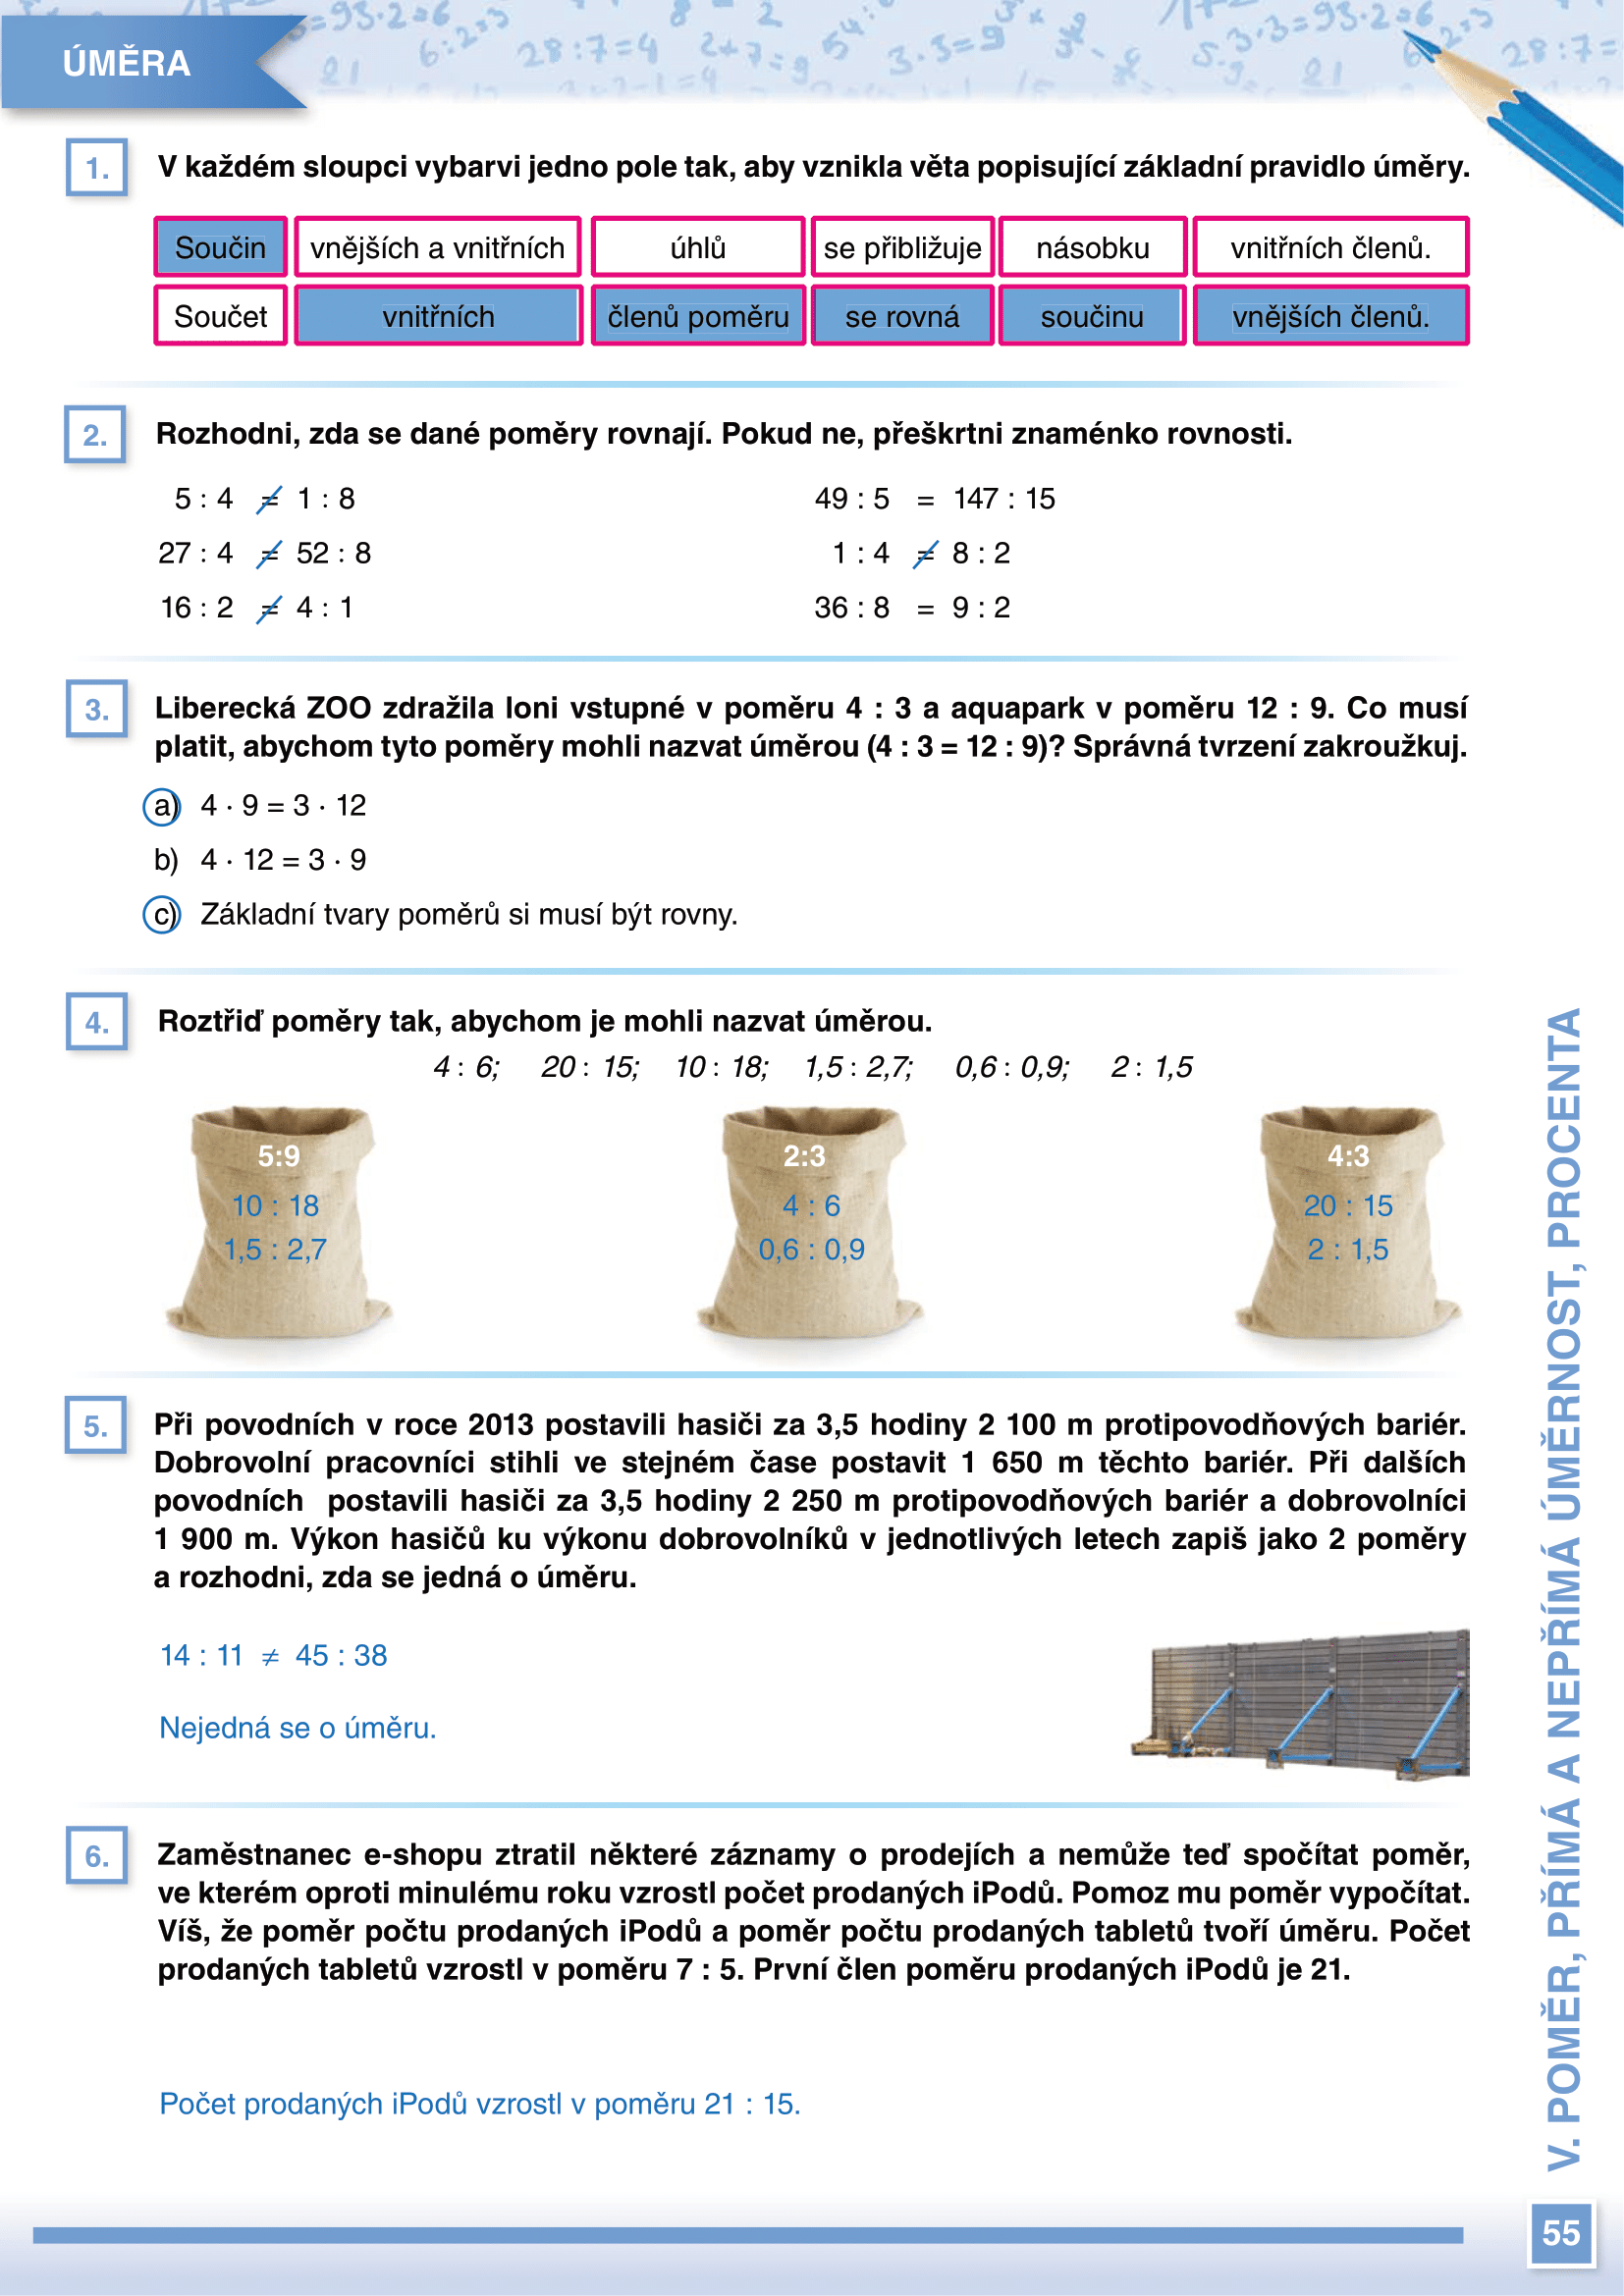 ÚMĚRA
1.
V každém sloupci vybarvi jedno pole tak, aby vznikla věta popisující základní pravidlo úměry.
Součin vnějších a vnitřních úhlů se přibližuje násobku vnitřních členů.
Součet vnitřních členů poměru se rovná součinu vnějších členů.
2.
Rozhodni, zda se dané poměry rovnají. Pokud ne, přeškrtni znaménko rovnosti.
5 : 4 = 1 : 8 49 : 5 = 147 : 15
27 : 4 = 52 : 8 1 : 4 = 8 : 2
16 : 2 = 4 : 1 36 : 8 = 9 : 2
3.
Liberecká ZOO zdražila loni vstupné v poměru 4 : 3 a aquapark v poměru 12 : 9. Co musí
platit, abychom tyto poměry mohli nazvat úměrou (4 : 3 = 12 : 9)? Správná tvrzení zakroužkuj.
a) 4 · 9 = 3 · 12
b) 4 · 12 = 3 · 9
c) Základní tvary poměrů si musí být rovny.
4.
Roztřiď poměry tak, abychom je mohli nazvat úměrou.
4 : 6; 20 : 15; 10 : 18; 1,5 : 2,7; 0,6 : 0,9; 2 : 1,5
5:9 2:3 4:3
10 : 18 4 : 6 20 : 15
1,5 : 2,7 0,6 : 0,9 2 : 1,5
5.
Při povodních v roce 2013 postavili hasiči za 3,5 hodiny 2 100 m protipovodňových bariér.
Dobrovolní pracovníci stihli ve stejném čase postavit 1 650 m těchto bariér. Při dalších
povodních postavili hasiči za 3,5 hodiny 2 250 m protipovodňových bariér a dobrovolníci
1 900 m. Výkon hasičů ku výkonu dobrovolníků v jednotlivých letech zapiš jako 2 poměry
a rozhodni, zda se jedná o úměru.
14 : 11 ≠ 45 : 38
Nejedná se o úměru.
6.
Zaměstnanec e-shopu ztratil některé záznamy o prodejích a nemůže teď spočítat poměr,
ve kterém oproti minulému roku vzrostl počet prodaných iPodů. Pomoz mu poměr vypočítat.
Víš, že poměr počtu prodaných iPodů a poměr počtu prodaných tabletů tvoří úměru. Počet
prodaných tabletů vzrostl v poměru 7 : 5. První člen poměru prodaných iPodů je 21.
Počet prodaných iPodů vzrostl v poměru 21 : 15.
V. POMĚR, PŘÍMÁ A NEPŘÍMÁ ÚMĚRNOST, PROCENTA
55